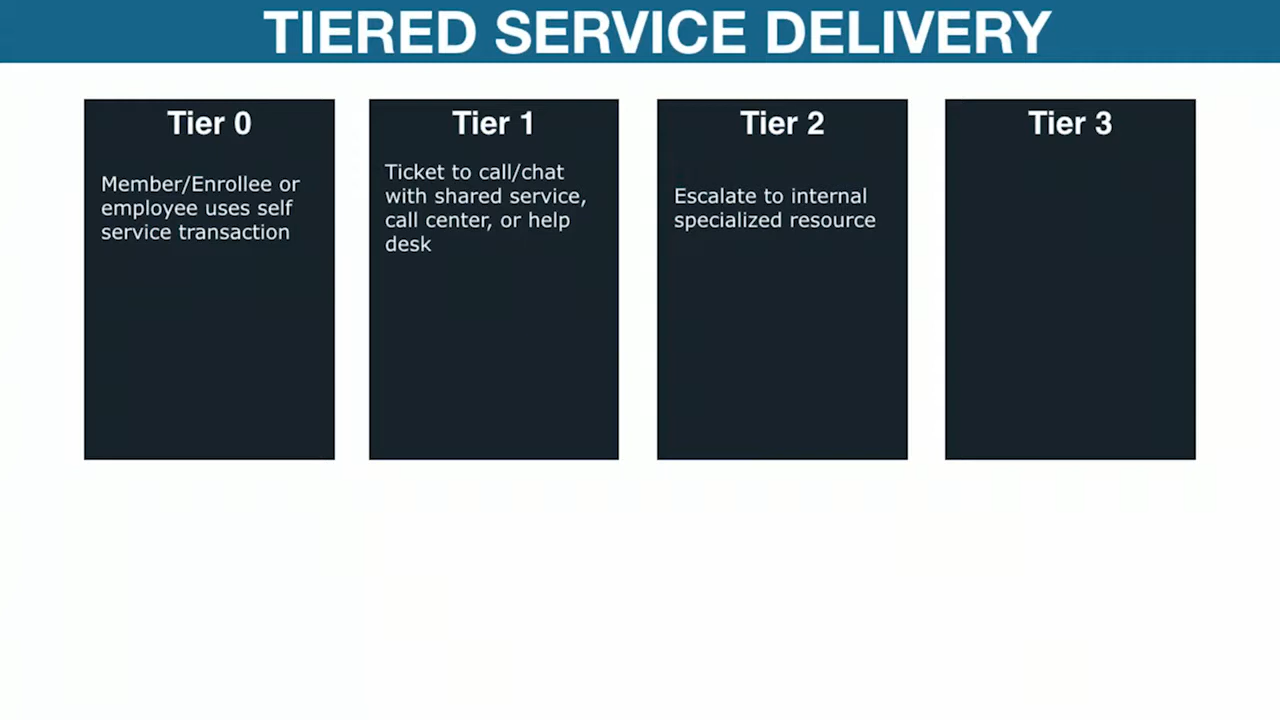 TIERED SERVICE DELIVERY
Tier 0
Member/Enrollee or
employee uses self
service transaction
Tier 1
Ticket to call/chat
with shared service,
call center, or help
desk
Tier 2
Escalate to internal
specialized resource
Tier 3